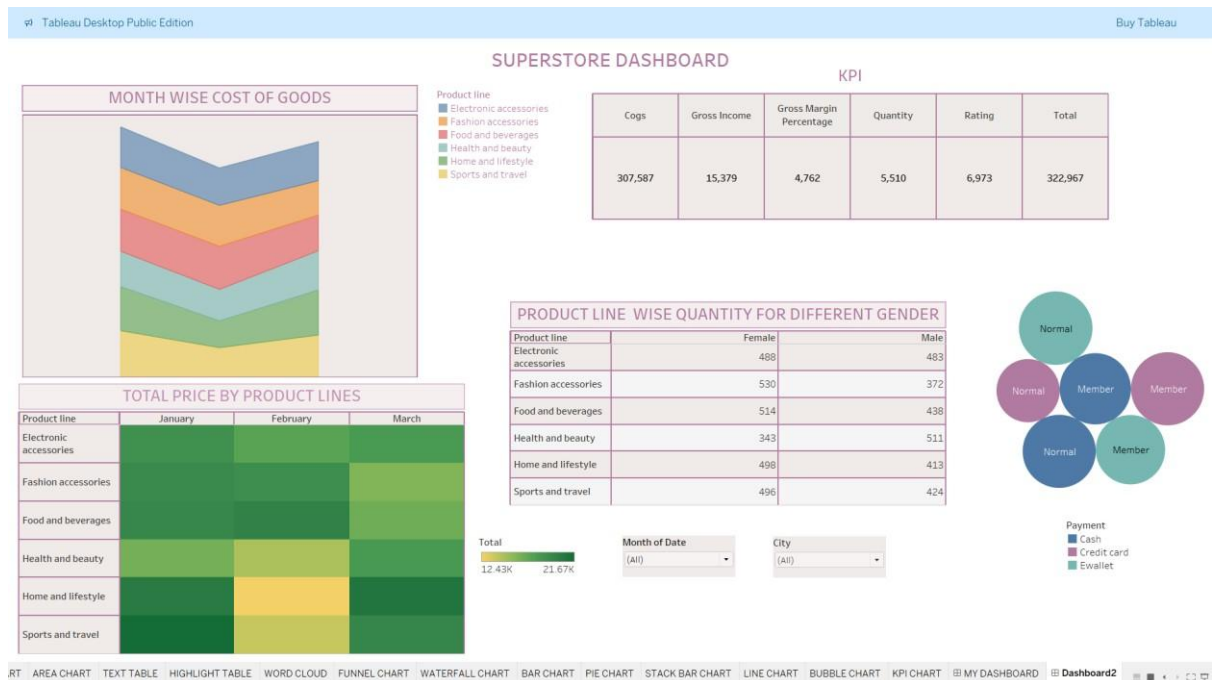 Tableau Desktop Public Edition
Buy Tableau
SUPERSTORE DASHBOARD
KPI
MONTH WISE COST OF GOODS
Product line
Electronic accessories
Fashion accessories
Food and beverages
Health and beauty
Home and lifestyle
Sports and travel
Cogs Gross Income Gross Margin Percentage Quantity Rating Total
307,587 15,379 4,762 5,510 6,973 322,967
TOTAL PRICE BY PRODUCT LINES
Product line January February March
Electronic
accessories
Fashion accessories
Food and beverages
Health and beauty
Home and lifestyle
Sports and travel
PRODUCT LINE WISE QUANTITY FOR DIFFERENT GENDER
Product line Female Male
Electronic
accessories 488 483
Fashion accessories 530 372
Food and beverages 514 438
Health and beauty 343 511
Home and lifestyle 498 413
Sports and travel 496 424
Normal
Normal Member Member
Normal Member
Total
12.43K 21.67K
Month of Date
(All)
City
(All)
Payment
Cash
Credit card
Ewallet
RT AREA CHART TEXT TABLE HIGHLIGHT TABLE WORD CLOUD FUNNEL CHART WATERFALL CHART BAR CHART PIE CHART STACK BAR CHART LINE CHART BUBBLE CHART KPI CHART MY DASHBOARD Dashboard2